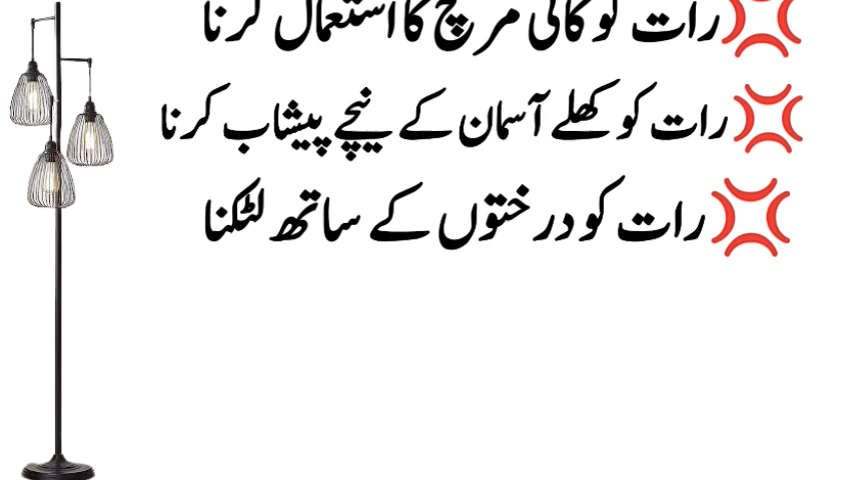 رات کو کالی مرچ کا استعمال کرنا
رات کو کھلے آسمان کے نیچے پیشاب کرنا
رات کو درختوں کے ساتھ لٹکنا